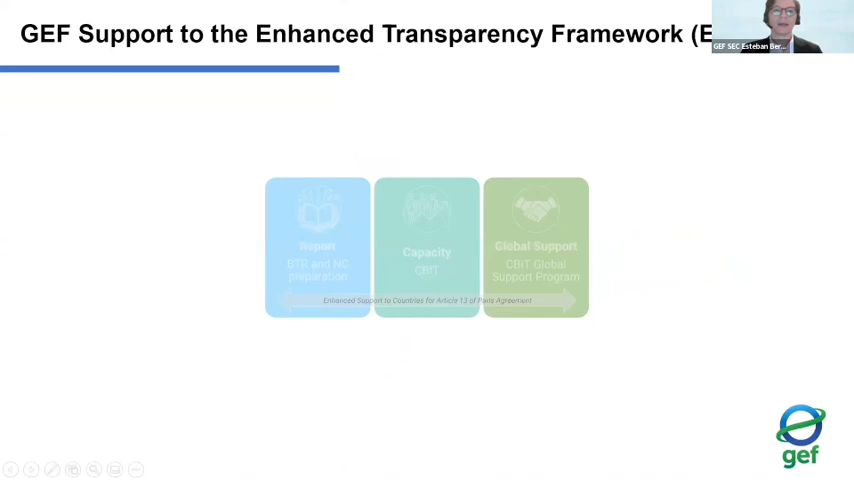 GEF Support to the Enhanced Transparency Framework (E
GEF SEC Esteban Ber...
Report
BTR and NC
preparation
Capacity
CBIT
Global Support
CBIT Global
Support Program
Enhanced Support to Countries for Article 13 of Paris Agreement
gef